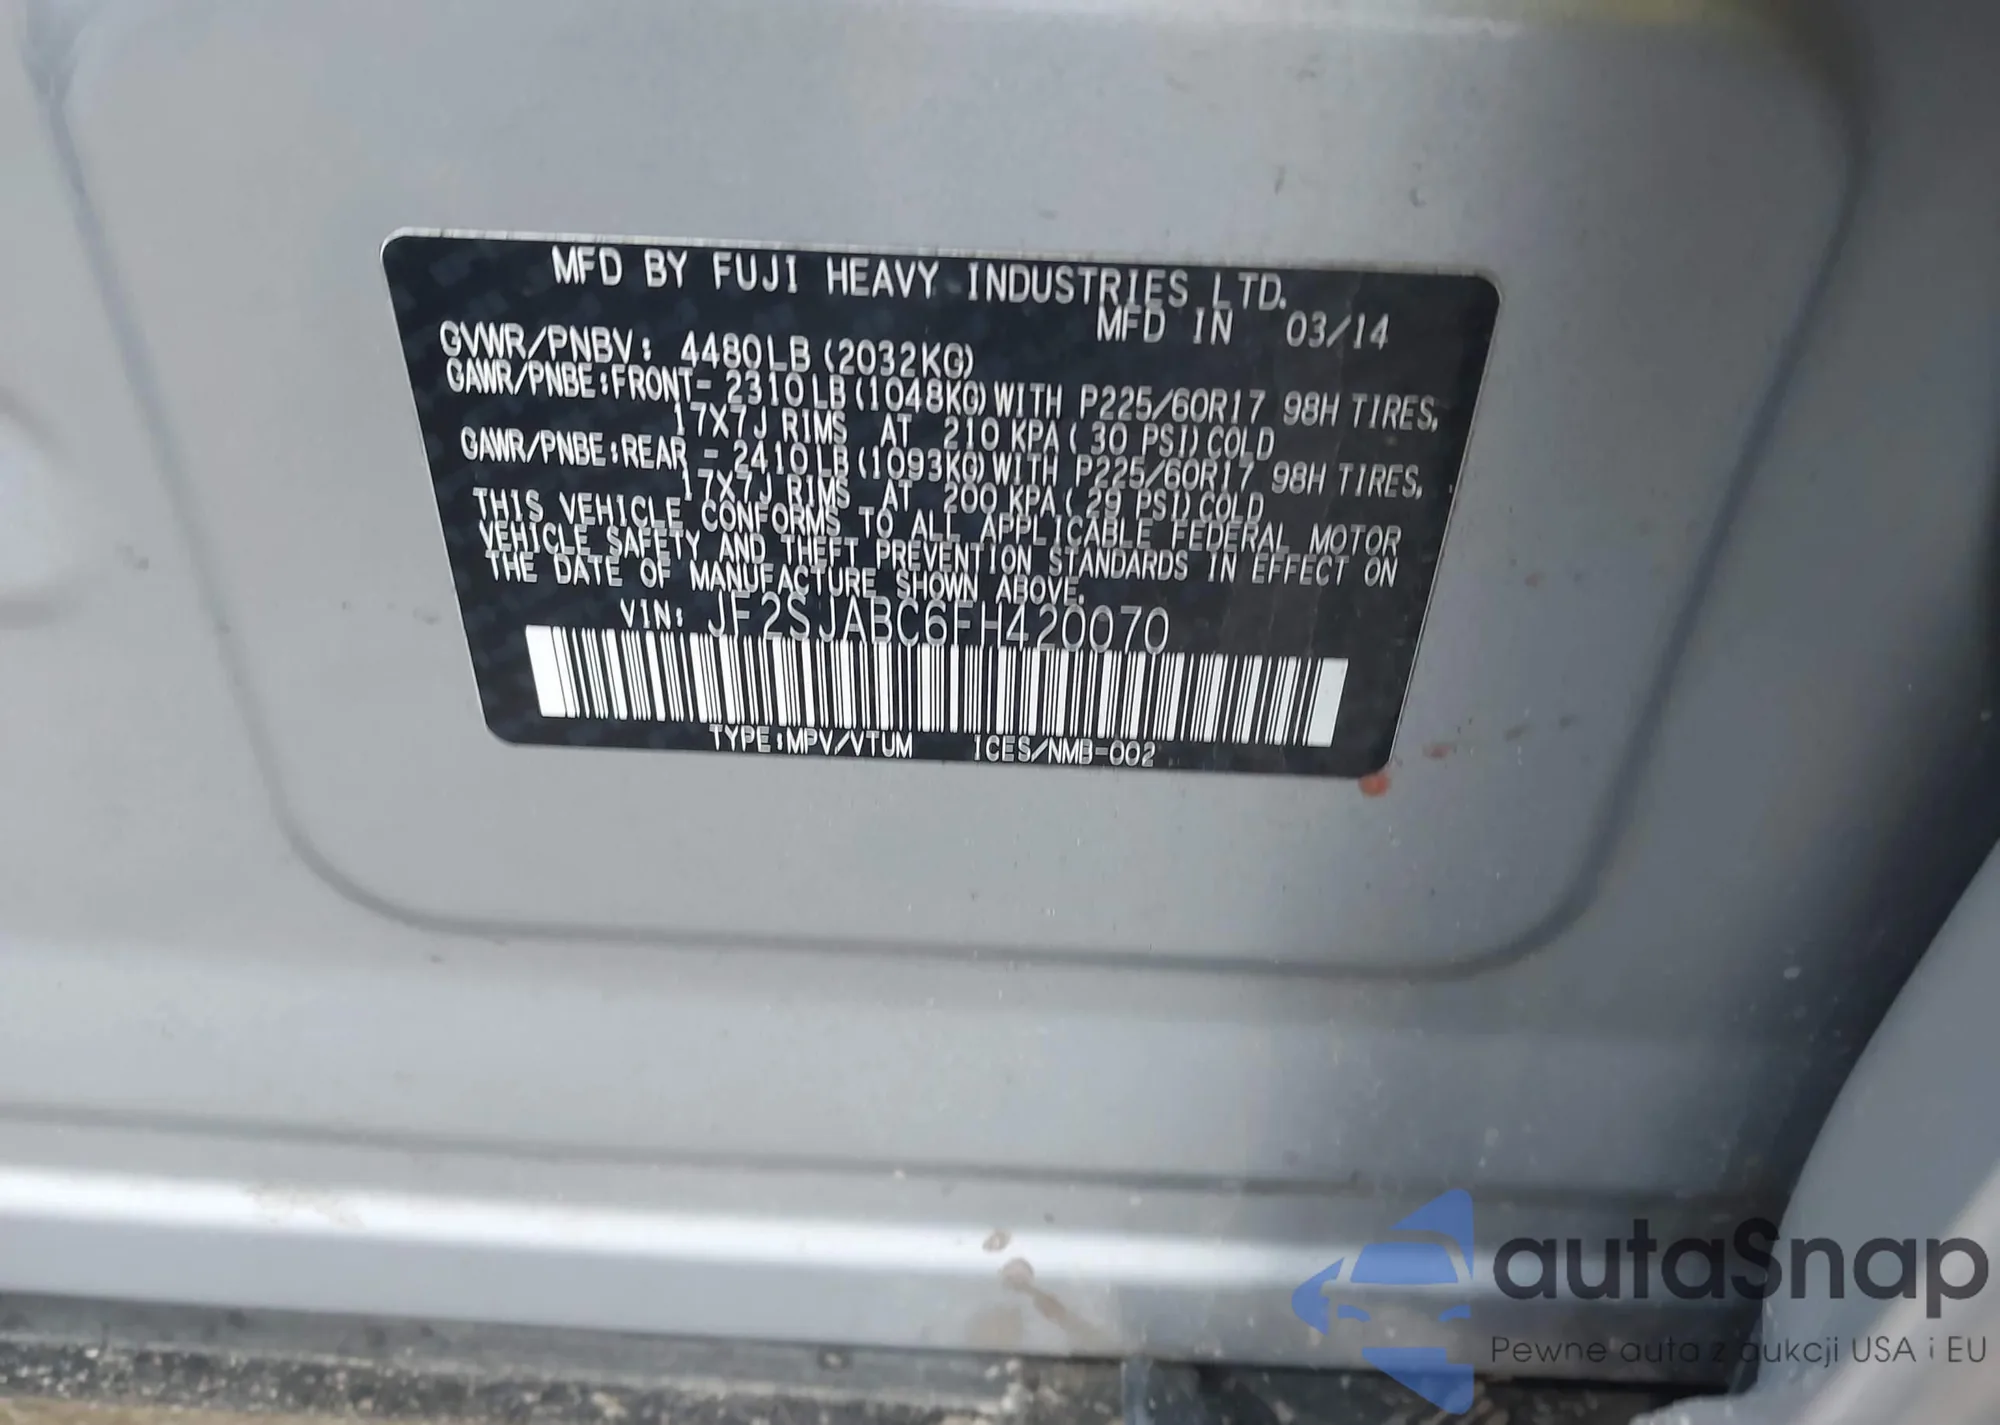 MFD BY FUJI HEAVY INDUSTRIES LTD.
MFD IN 03/14
GVWR/PNBV: 4480LB (2032KG)
GAWR/PNBE:FRONT- 2310LB (1048KG) WITH P225/60R17 98H TIRES,
17X7J RIMS AT 210 KPA ( 30 PSI) COLD
GAWR/PNBE:REAR - 2410LB (1093KG) WITH P225/60R17 98H TIRES,
17X7J RIMS AT 200 KPA ( 29 PSI) COLD
THIS VEHICLE CONFORMS TO ALL APPLICABLE FEDERAL MOTOR
VEHICLE SAFETY AND THEFT PREVENTION STANDARDS IN EFFECT ON
THE DATE OF MANUFACTURE SHOWN ABOVE.
VIN: JF2SJABC6FH420070
TYPE:MPV/VTUM ICES/NMB-002
autaSnap
Pewne auta z aukcji USA i EU